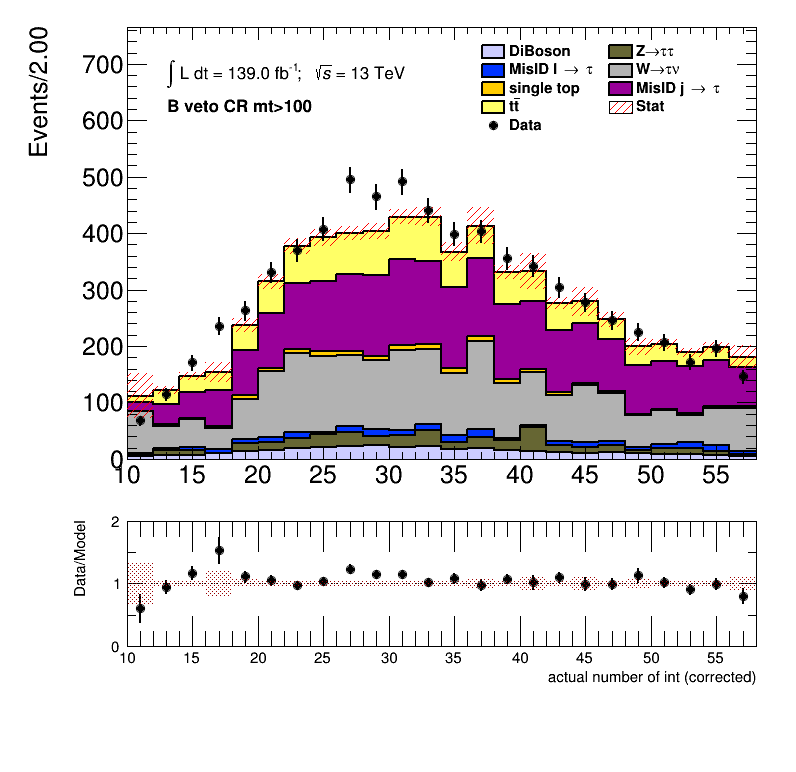 Events/2.00
700
600
500
400
300
200
100
0
∫ L dt = 139.0 fb⁻¹; √s = 13 TeV
B veto CR mt>100
DiBoson
MisID l → τ
single top
tt̄
Data
Z→ττ
W→τν
MisID j → τ
Stat
10 15 20 25 30 35 40 45 50 55
Data/Model
2
1
0
10 15 20 25 30 35 40 45 50 55
actual number of int (corrected)